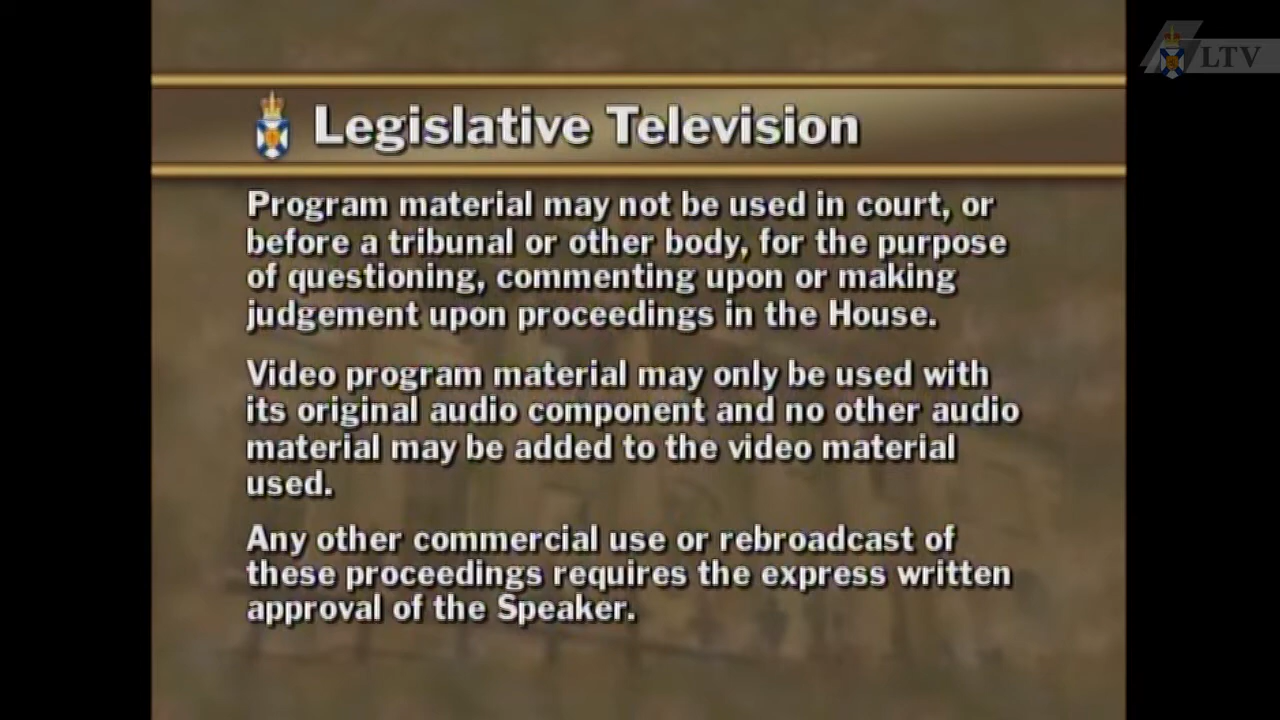 LTV
Legislative Television
Program material may not be used in court, or
before a tribunal or other body, for the purpose
of questioning, commenting upon or making
judgement upon proceedings in the House.
Video program material may only be used with
its original audio component and no other audio
material may be added to the video material
used.
Any other commercial use or rebroadcast of
these proceedings requires the express written
approval of the Speaker.